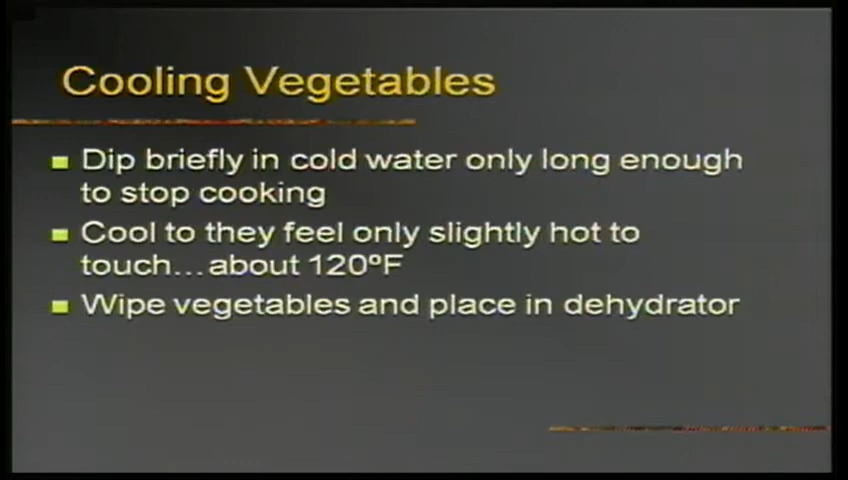 Cooling Vegetables
Dip briefly in cold water only long enough
to stop cooking
Cool to they feel only slightly hot to
touch...about 120ºF
Wipe vegetables and place in dehydrator